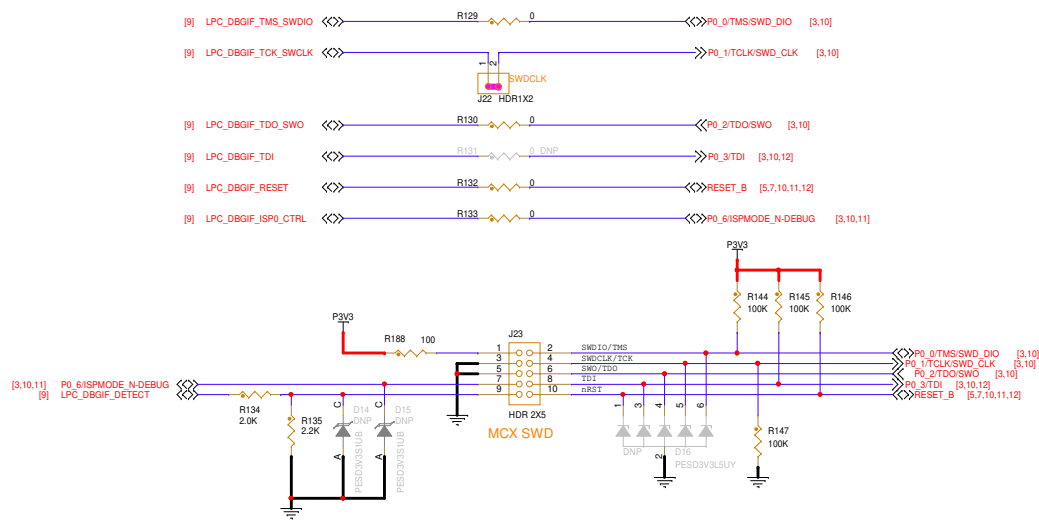 [9] LPC_DBGIF_TMS_SWDIO R129 0 P0_0/TMS/SWD_DIO [3,10]
[9] LPC_DBGIF_TCK_SWCLK P0_1/TCLK/SWD_CLK [3,10]
1 2 SWDCLK
J22 HDR1X2
[9] LPC_DBGIF_TDO_SWO R130 0 P0_2/TDO/SWO [3,10]
[9] LPC_DBGIF_TDI R131 0 DNP P0_3/TDI [3,10,12]
[9] LPC_DBGIF_RESET R132 0 RESET_B [5,7,10,11,12]
[9] LPC_DBGIF_ISP0_CTRL R133 0 P0_6/ISPMODE_N-DEBUG [3,10,11]
P3V3
R144 100K
R145 100K
R146 100K
P3V3
R188 100
J23
1 2 SWDIO/TMS P0_0/TMS/SWD_DIO [3,10]
3 4 SWDCLK/TCK P0_1/TCLK/SWD_CLK [3,10]
5 6 SWO/TDO P0_2/TDO/SWO [3,10]
[3,10,11] P0_6/ISPMODE_N-DEBUG 7 8 TDI P0_3/TDI [3,10,12]
[9] LPC_DBGIF_DETECT 9 10 nRST RESET_B [5,7,10,11,12]
HDR 2X5
MCX SWD
R134
2.0K
R135
2.2K
C D14 DNP A PESD3V3S1UB
C D15 DNP A PESD3V3S1UB
1 3 4 5 6
DNP 2 D16
PESD3V3L5UY
R147
100K